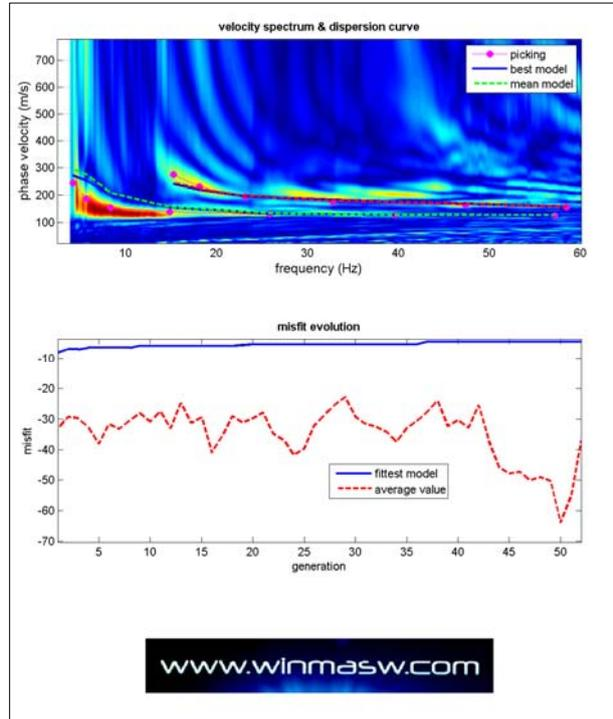 velocity spectrum & dispersion curve
phase velocity (m/s)
700
600
500
400
300
200
100
picking
best model
mean model
10 20 30 40 50 60
frequency (Hz)
misfit evolution
misfit
-10
-20
-30
-40
-50
-60
-70
fittest model
average value
5 10 15 20 25 30 35 40 45 50
generation
www.winmasw.com